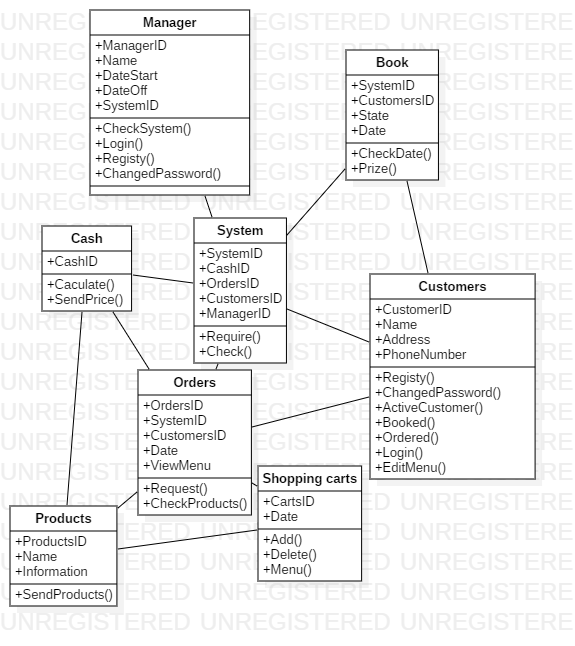 Manager
+ManagerID
+Name
+DateStart
+DateOff
+SystemID
+CheckSystem()
+Login()
+Registy()
+ChangedPassword()
Book
+SystemID
+CustomersID
+State
+Date
+CheckDate()
+Prize()
Cash
+CashID
+Caculate()
+SendPrice()
System
+SystemID
+CashID
+OrdersID
+CustomersID
+ManagerID
+Require()
+Check()
Customers
+CustomerID
+Name
+Address
+PhoneNumber
+Registy()
+ChangedPassword()
+ActiveCustomer()
+Booked()
+Ordered()
+Login()
+EditMenu()
Orders
+OrdersID
+SystemID
+CustomersID
+Date
+ViewMenu
+Request()
+CheckProducts()
Shopping carts
+CartsID
+Date
+Add()
+Delete()
+Menu()
Products
+ProductsID
+Name
+Information
+SendProducts()
UNREGISTERED UNREGISTERED UNREGISTERE